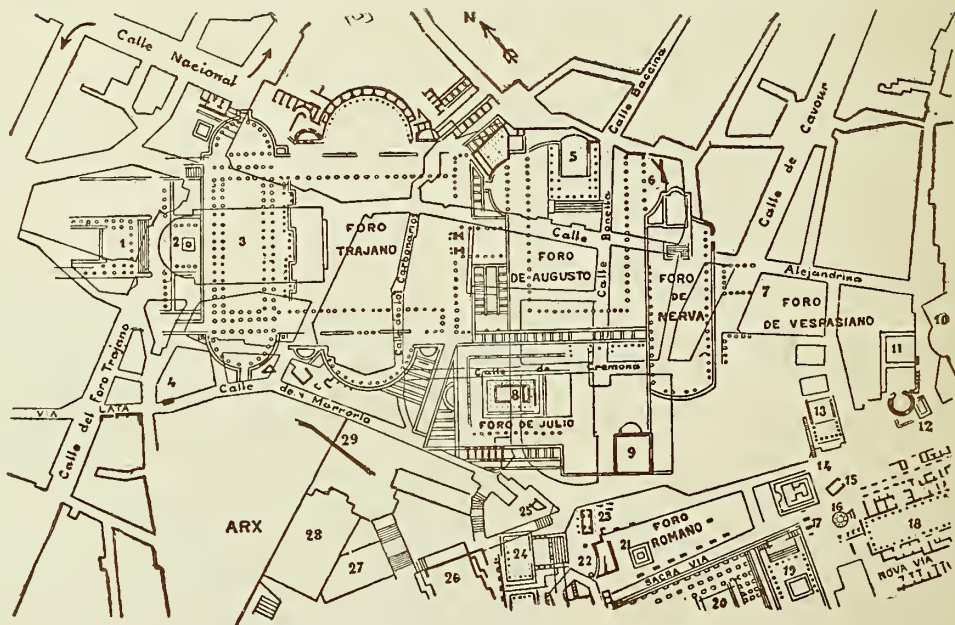 N
Calle
Nacional
Calle Baccina
Calle de Cavour
1
2
3
4
5
6
7
8
9
10
11
12
13
14
15
16
17
18
19
20
21
22
23
24
25
26
27
28
29
FORO
TRAJANO
Calle del Carbonari
FORO
DE AUGUSTO
Calle Bonella
Calle
Alejandrina
FORO
DE
NERVA
FORO
DE VESPASIANO
Calle de Cremona
FORO DE JULIO
Calle del Foro Trajano
VIA LATA
Calle de Marrorlo
ARX
FORO
ROMANO
SACRA VIA
NOVA VIA